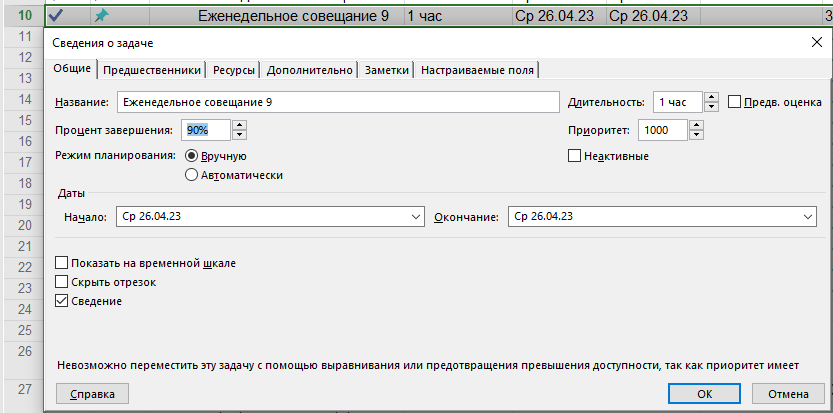 10 Еженедельное совещание 9 1 час Ср 26.04.23 Ср 26.04.23 3
11
Сведения о задаче
12
Общие Предшественники Ресурсы Дополнительно Заметки Настраиваемые поля
13
14 Название: Еженедельное совещание 9 Длительность: 1 час Предв. оценка
15
Процент завершения: 90% Приоритет: 1000
16
17 Режим планирования: Вручную Неактивные
18 Автоматически
Даты
19
Начало: Ср 26.04.23 Окончание: Ср 26.04.23
20
21
22 Показать на временной шкале
23 Скрыть отрезок
24 Сведение
25
26
Невозможно переместить эту задачу с помощью выравнивания или предотвращения превышения доступности, так как приоритет имеет
27 Справка ОК Отмена